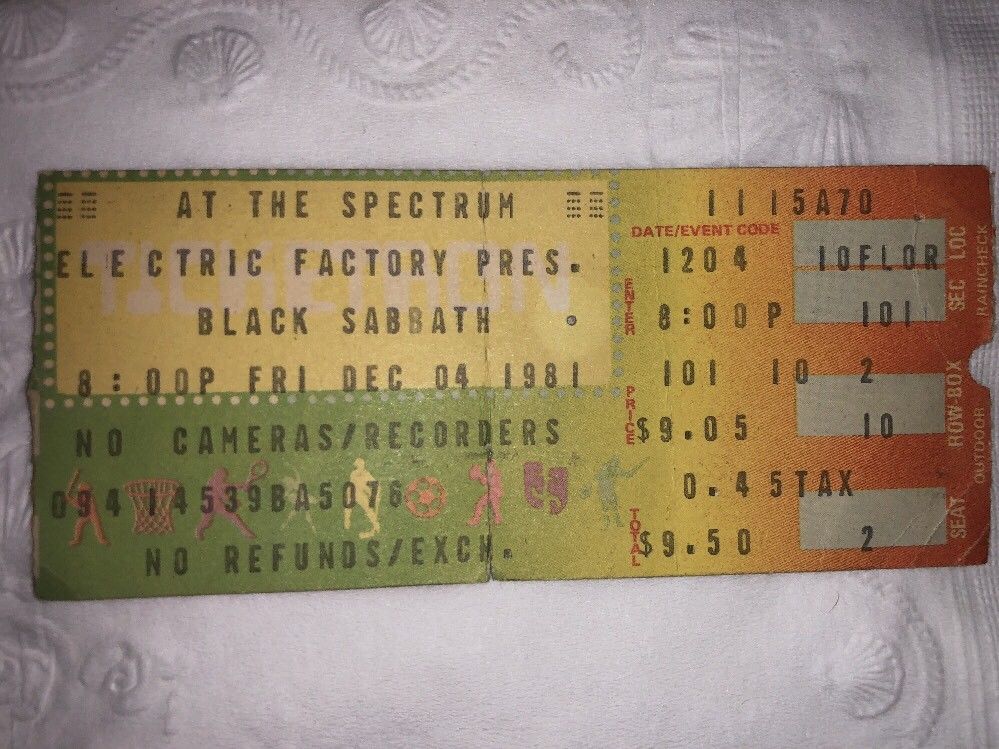 AT THE SPECTRUM
TICKETRON
ELECTRIC FACTORY PRES.
BLACK SABBATH .
8:00P FRI DEC 04 1981
NO CAMERAS/RECORDERS
094 14539BA5076
NO REFUNDS/EXCH.
1115A70
DATE/EVENT CODE
1204 10FLOR
ENTER
8:00P 101
101 10 2
PRICE
$9.05 10
0.45TAX
TOTAL
$9.50 2
SEC LOC
ROW-BOX
SEAT
RAINCHECK
OUTDOOR